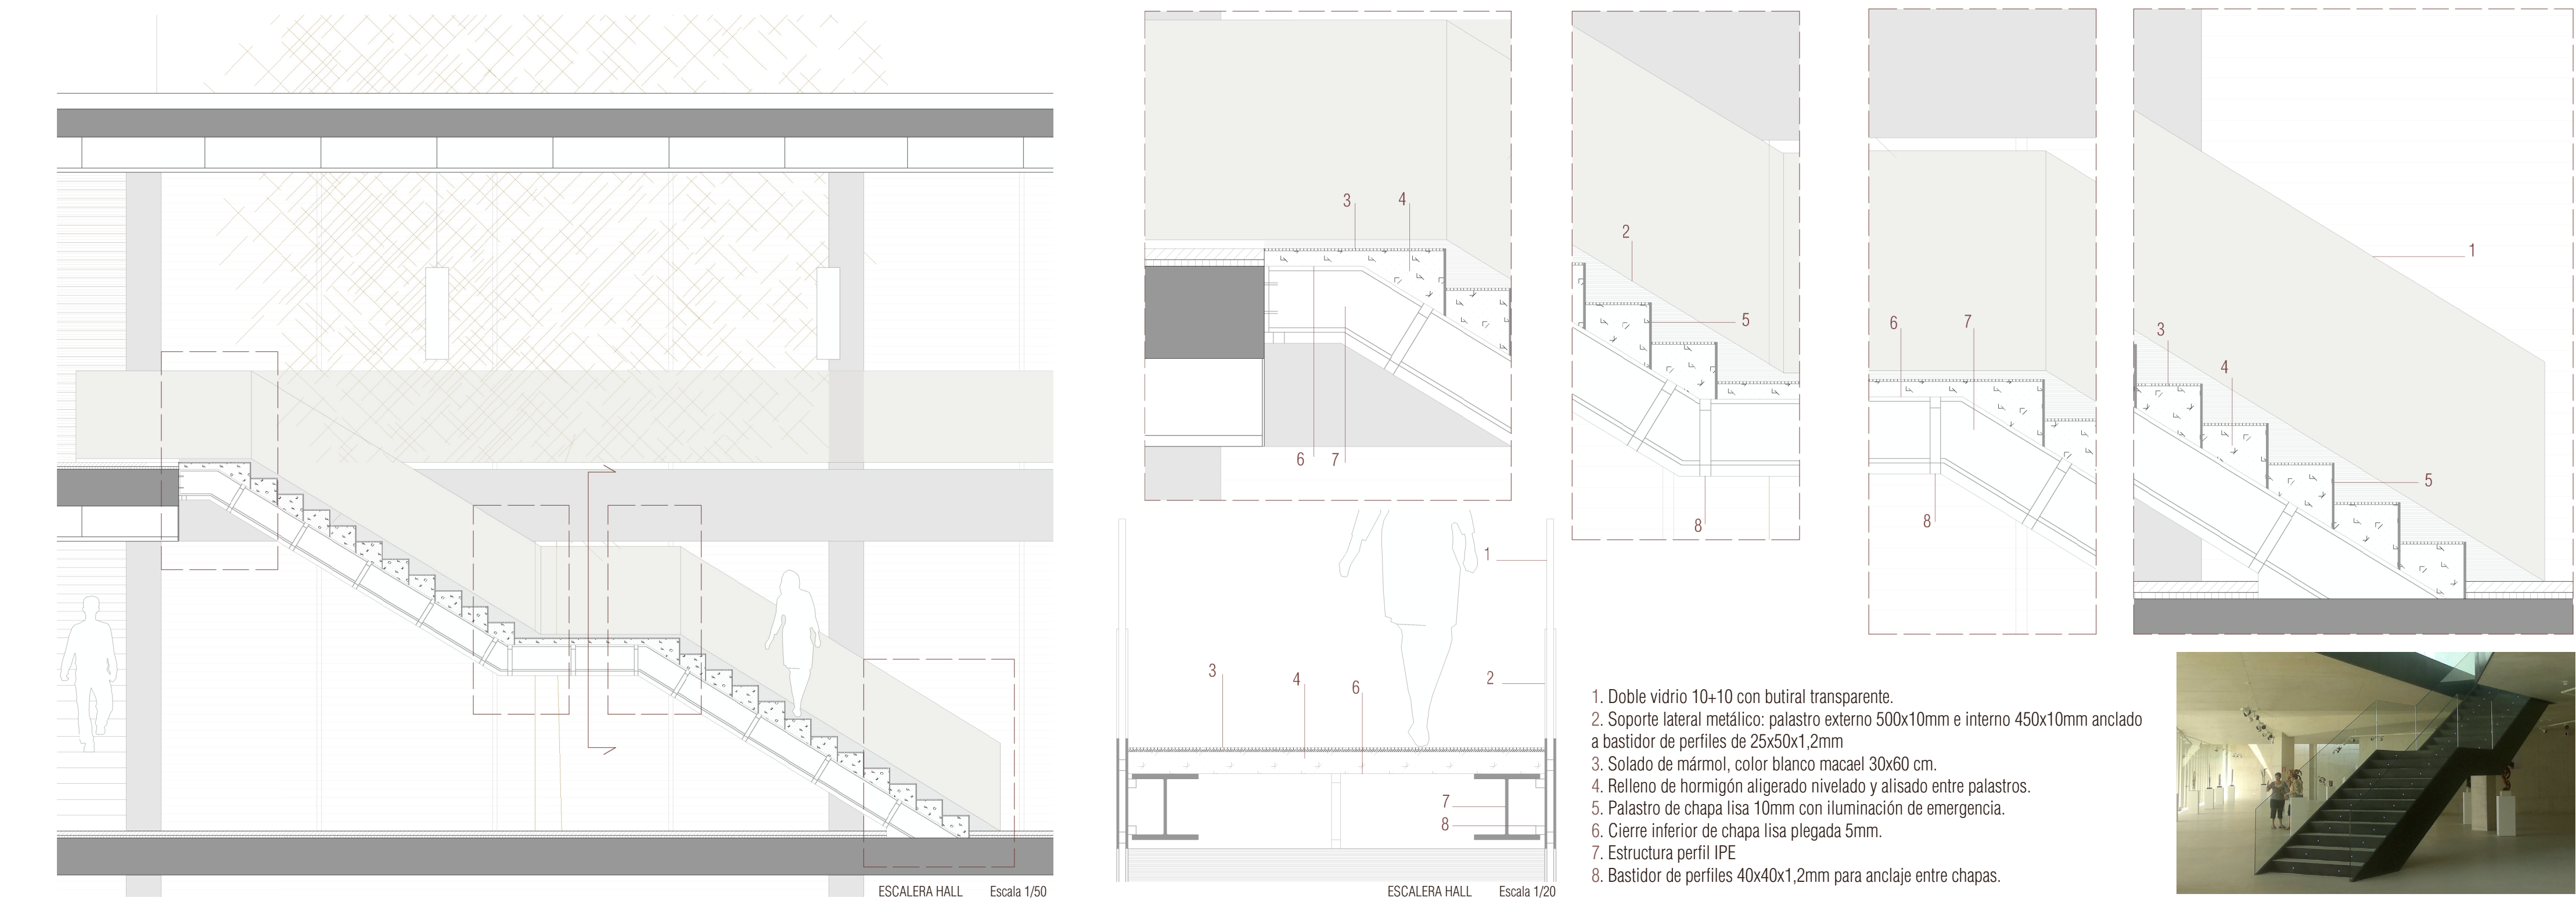 3
4
6
7
2
5
8
6
7
8
1
3
4
5
1
2
3
4
6
7
8
ESCALERA HALL Escala 1/50
ESCALERA HALL Escala 1/20
1. Doble vidrio 10+10 con butiral transparente.
2. Soporte lateral metálico: palastro externo 500x10mm e interno 450x10mm anclado
a bastidor de perfiles de 25x50x1,2mm
3. Solado de mármol, color blanco macael 30x60 cm.
4. Relleno de hormigón aligerado nivelado y alisado entre palastros.
5. Palastro de chapa lisa 10mm con iluminación de emergencia.
6. Cierre inferior de chapa lisa plegada 5mm.
7. Estructura perfil IPE
8. Bastidor de perfiles 40x40x1,2mm para anclaje entre chapas.